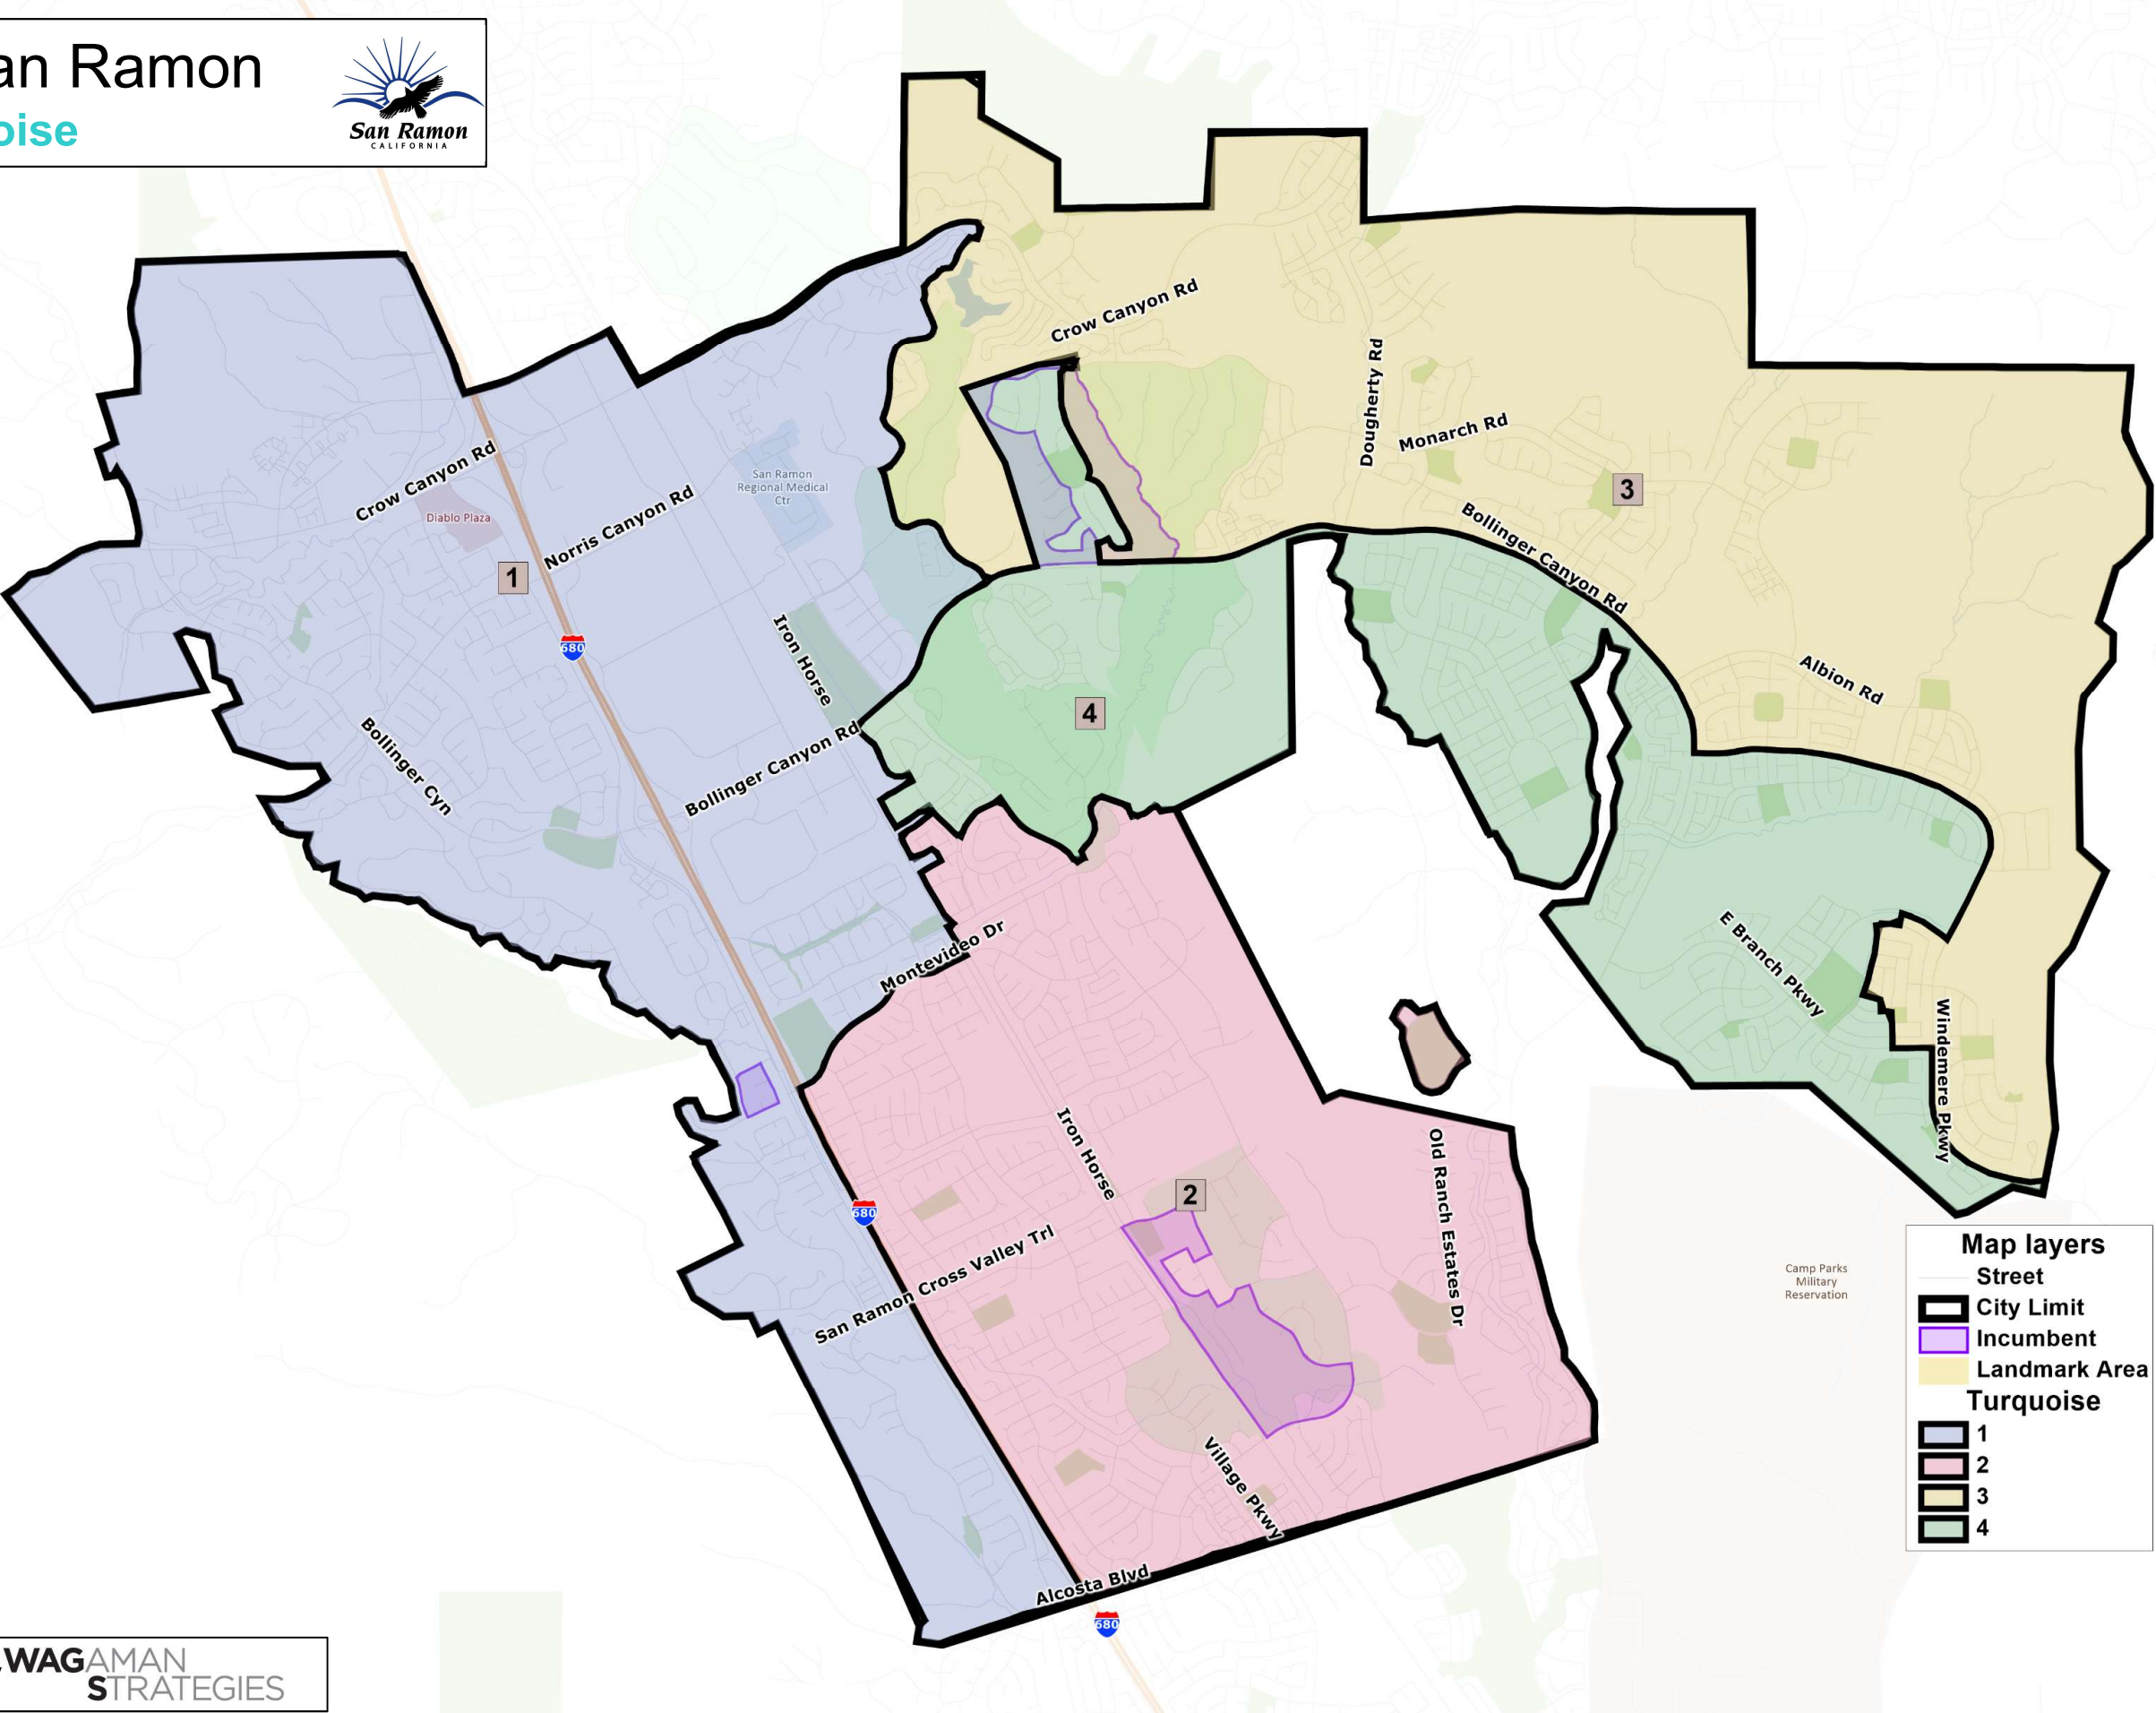 an Ramon
oise
San Ramon
CALIFORNIA
Crow Canyon Rd
Dougherty Rd
Monarch Rd
3
Crow Canyon Rd
San Ramon
Regional Medical
Ctr
Diablo Plaza
Norris Canyon Rd
Bollinger Canyon Rd
1
680
Iron Horse
Albion Rd
4
Bollinger Cyn
Bollinger Canyon Rd
E Branch Pkwy
Montevideo Dr
Windemere Pkwy
Iron Horse
Old Ranch Estates Dr
2
680
San Ramon Cross Valley Trl
Camp Parks
Military
Reservation
Village Pkwy
Alcosta Blvd
680
Map layers
Street
City Limit
Incumbent
Landmark Area
Turquoise
1
2
3
4
WAGAMAN
STRATEGIES